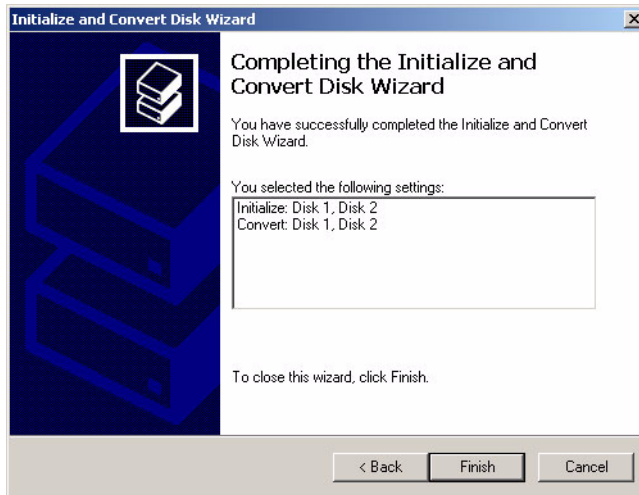 Initialize and Convert Disk Wizard
Completing the Initialize and
Convert Disk Wizard
You have successfully completed the Initialize and Convert
Disk Wizard.
You selected the following settings:
Initialize: Disk 1, Disk 2
Convert: Disk 1, Disk 2
To close this wizard, click Finish.
< Back Finish Cancel